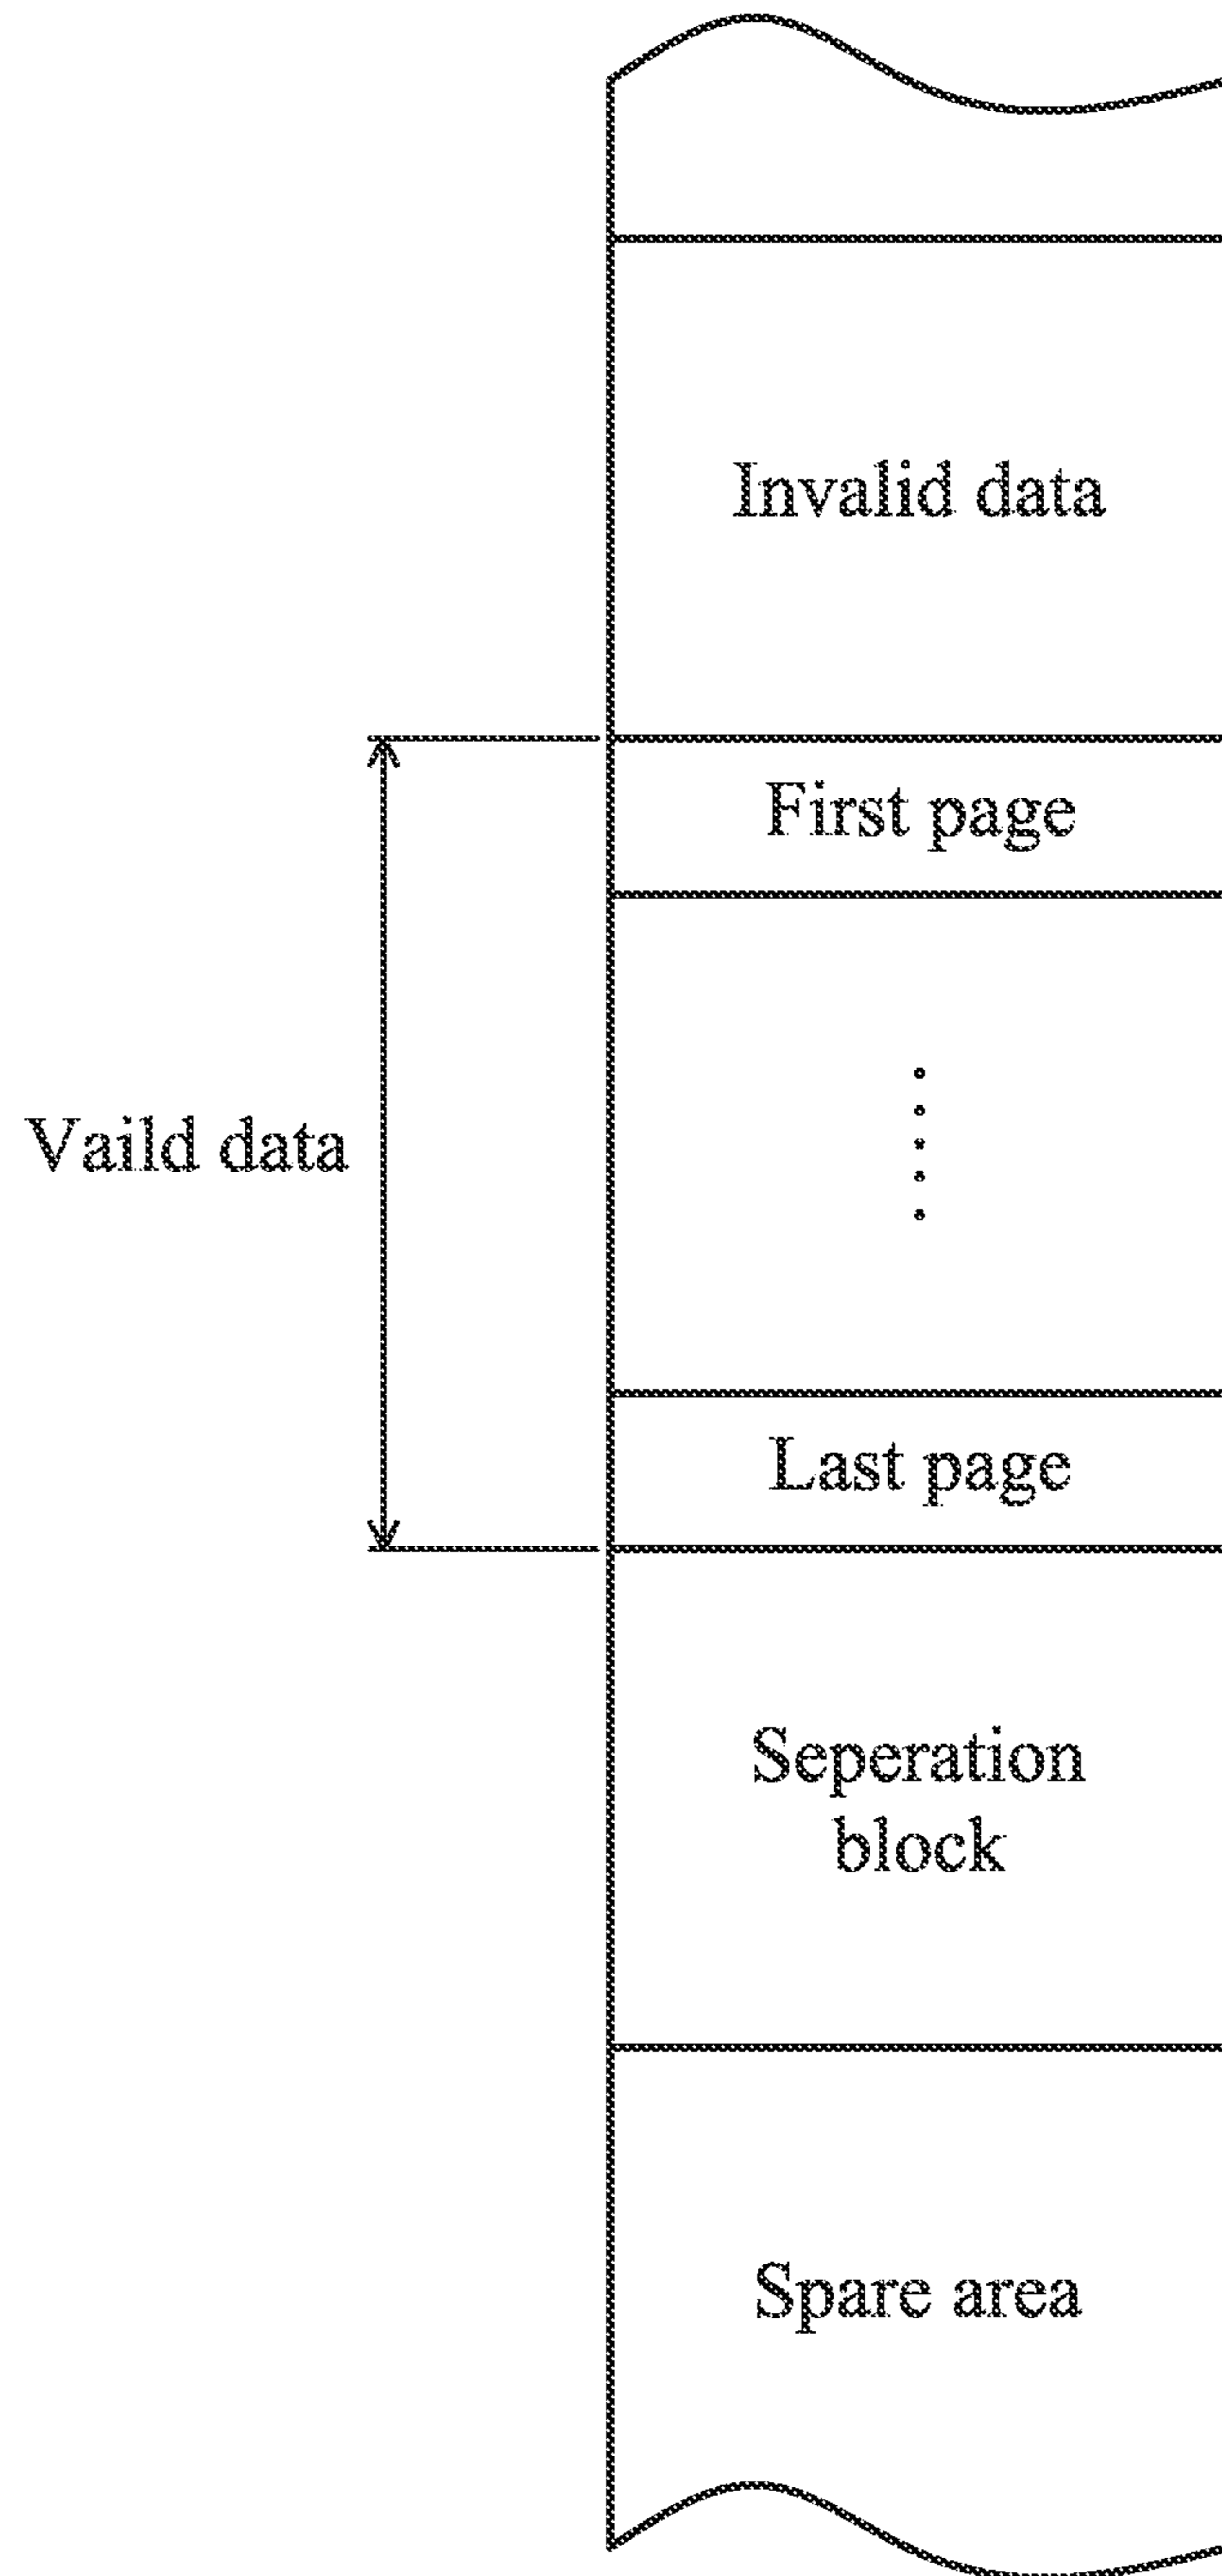 Invalid data
First page
Vaild data
Last page
Seperation
block
Spare area